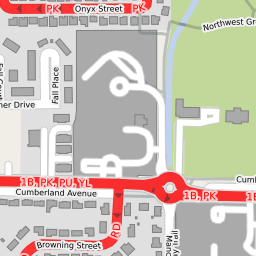 PK
PK
Onyx Street
Northwest Gr
Fall Place
ner Drive
1B, PK, PU, YL
Cumberland Avenue
1B, PK
Cumb
1B
RD
Browning Street